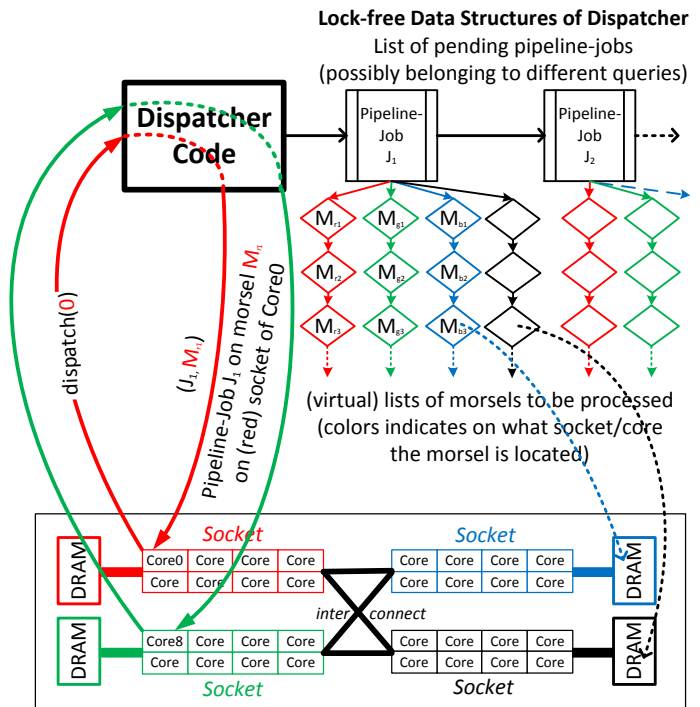 Lock-free Data Structures of Dispatcher
List of pending pipeline-jobs
(possibly belonging to different queries)
Dispatcher
Code
Pipeline-
Job
J1
Pipeline-
Job
J2
Mr1
Mg1
Mb1
Mr2
Mg2
Mb2
Mr3
Mg3
Mb3
dispatch(0)
(J1, Mr1)
Pipeline-Job J1 on morsel Mr1
on (red) socket of Core0
(virtual) lists of morsels to be processed
(colors indicates on what socket/core
the morsel is located)
Socket
Socket
DRAM
Core0 Core Core Core
Core Core Core Core
Core Core Core Core
Core Core Core Core
DRAM
inter connect
DRAM
Core8 Core Core Core
Core Core Core Core
Core Core Core Core
Core Core Core Core
DRAM
Socket
Socket